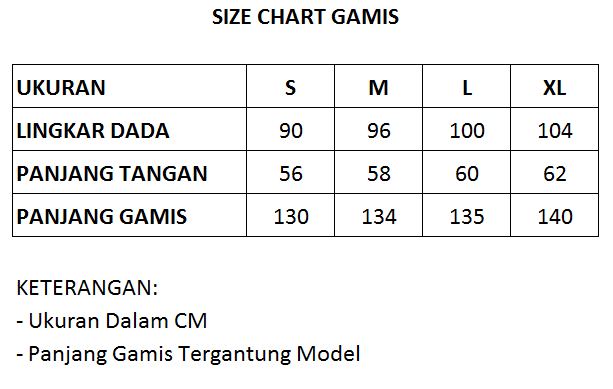 SIZE CHART GAMIS
UKURAN S M L XL
LINGKAR DADA 90 96 100 104
PANJANG TANGAN 56 58 60 62
PANJANG GAMIS 130 134 135 140
KETERANGAN:
- Ukuran Dalam CM
- Panjang Gamis Tergantung Model